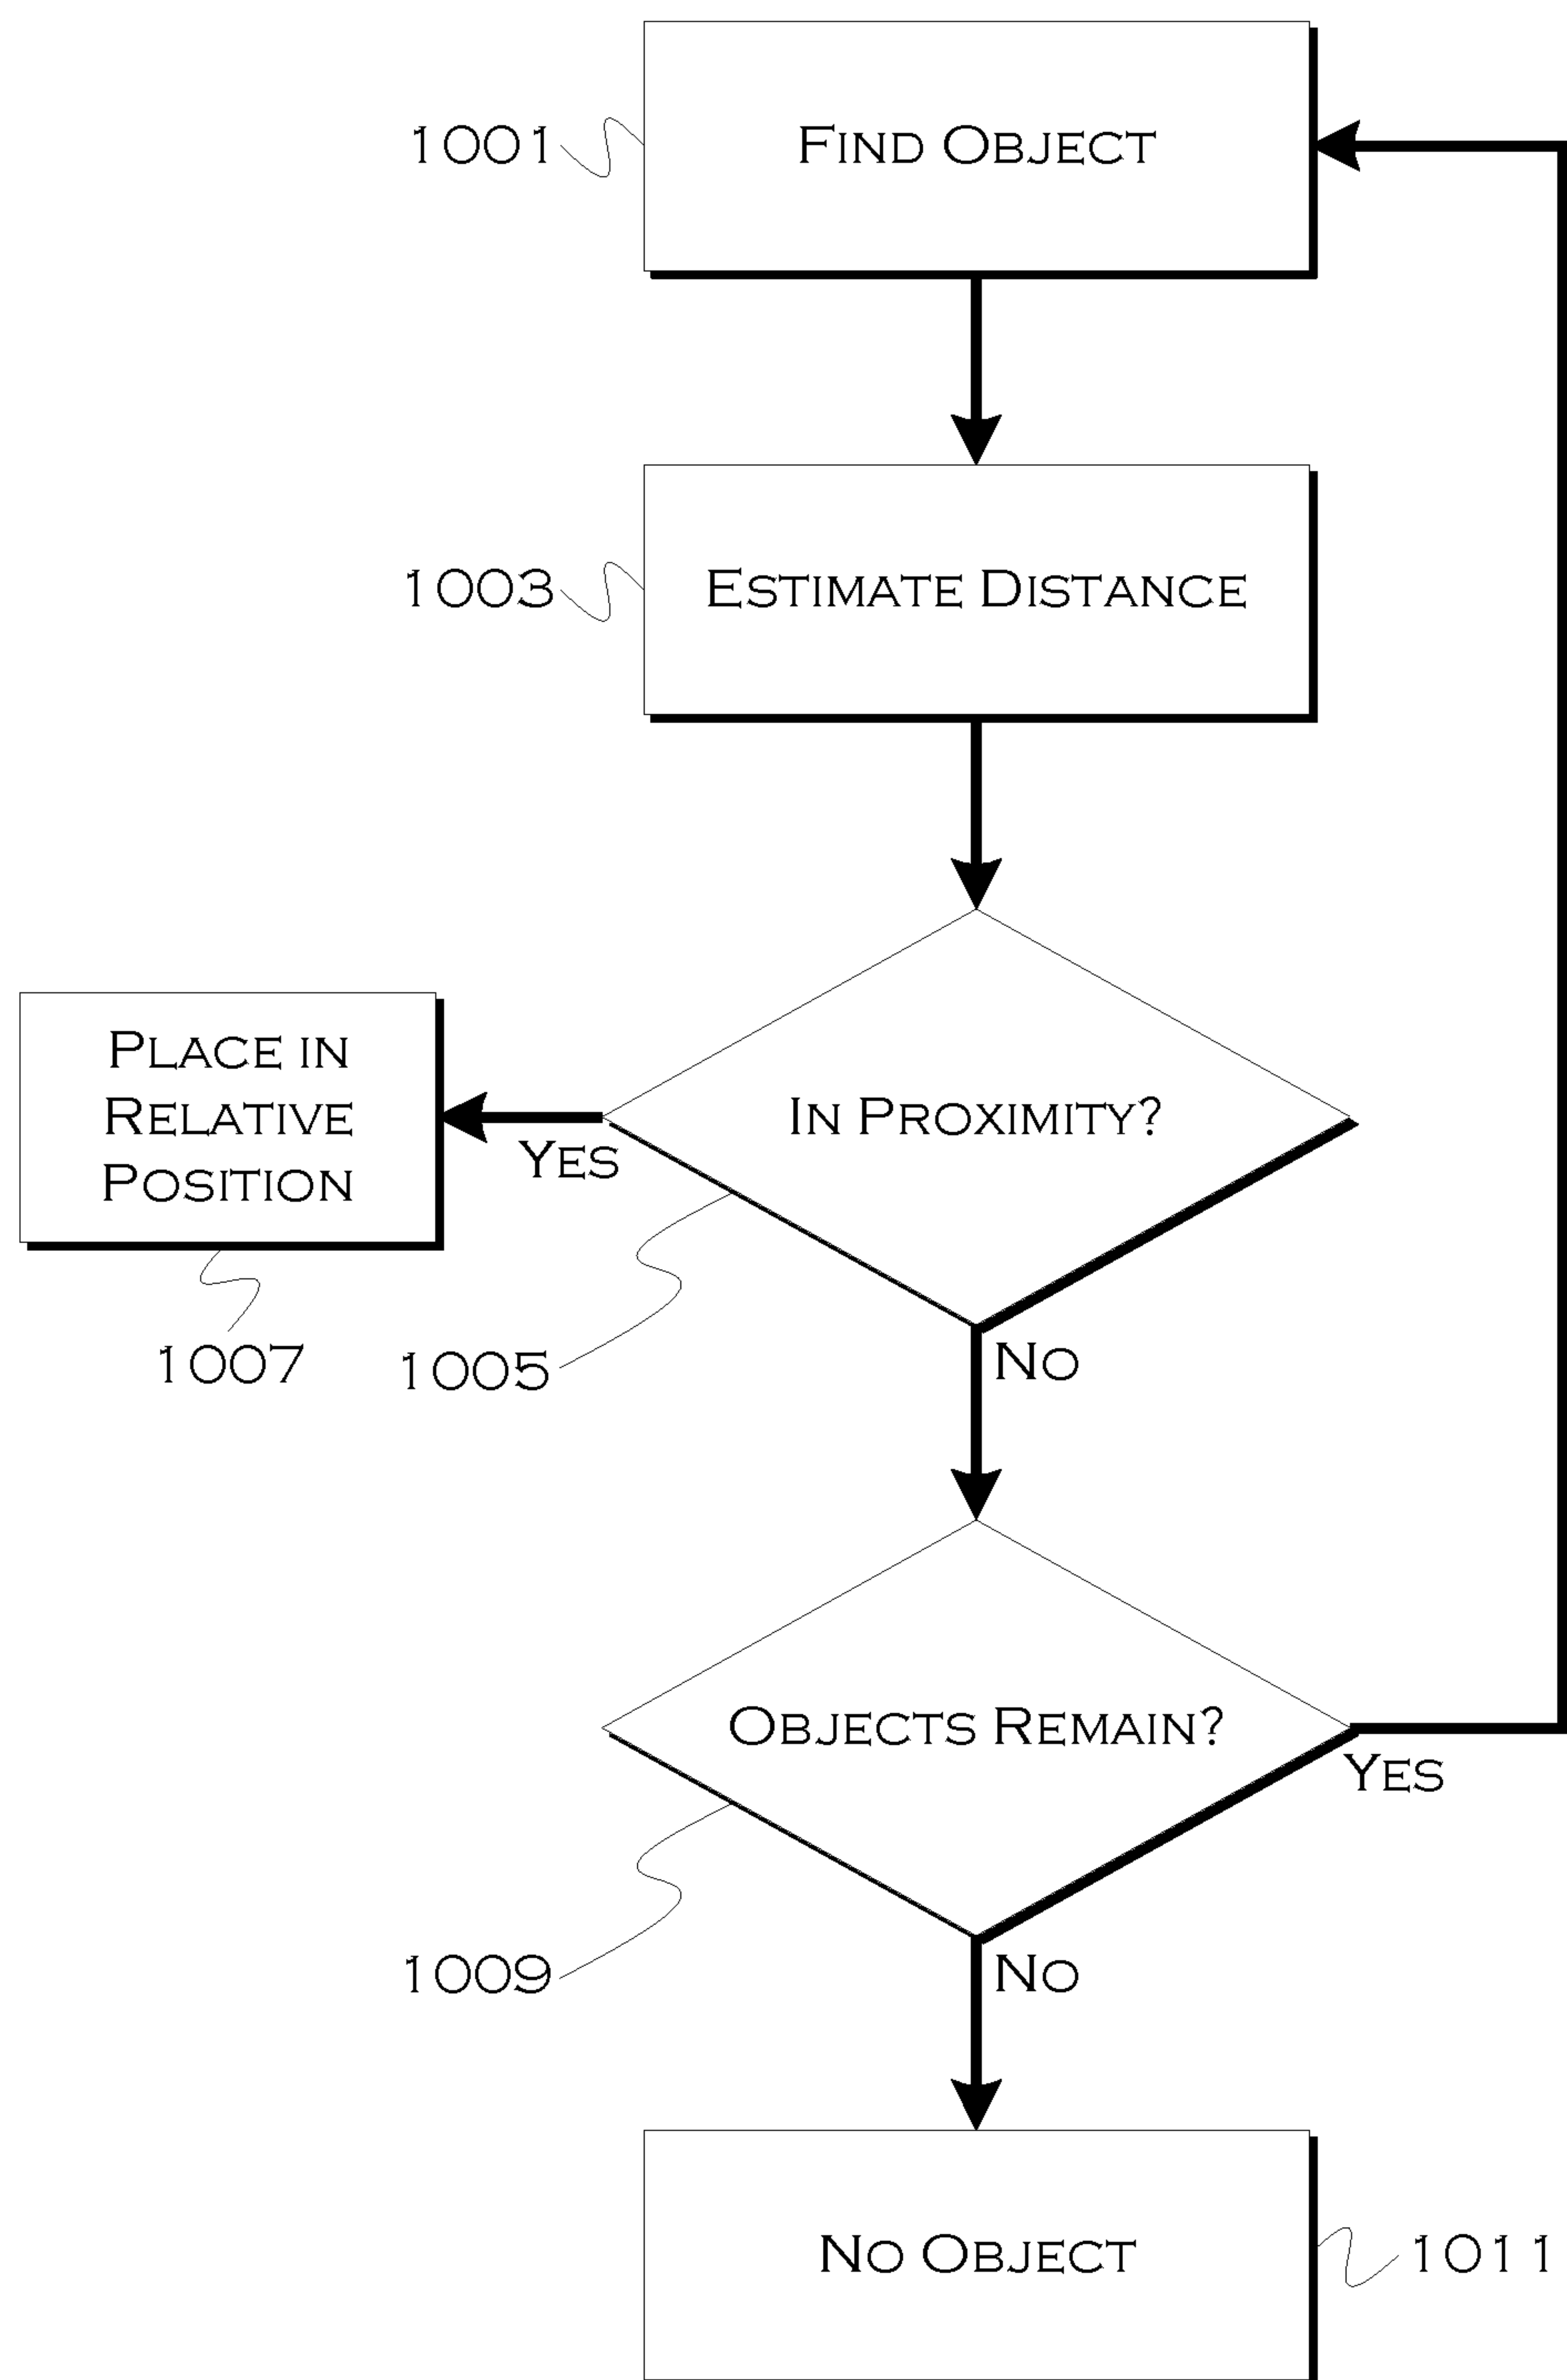 1001
FIND OBJECT
1003
ESTIMATE DISTANCE
PLACE IN
RELATIVE
POSITION
YES
IN PROXIMITY?
1007
1005
NO
OBJECTS REMAIN?
YES
1009
NO
NO OBJECT
1011